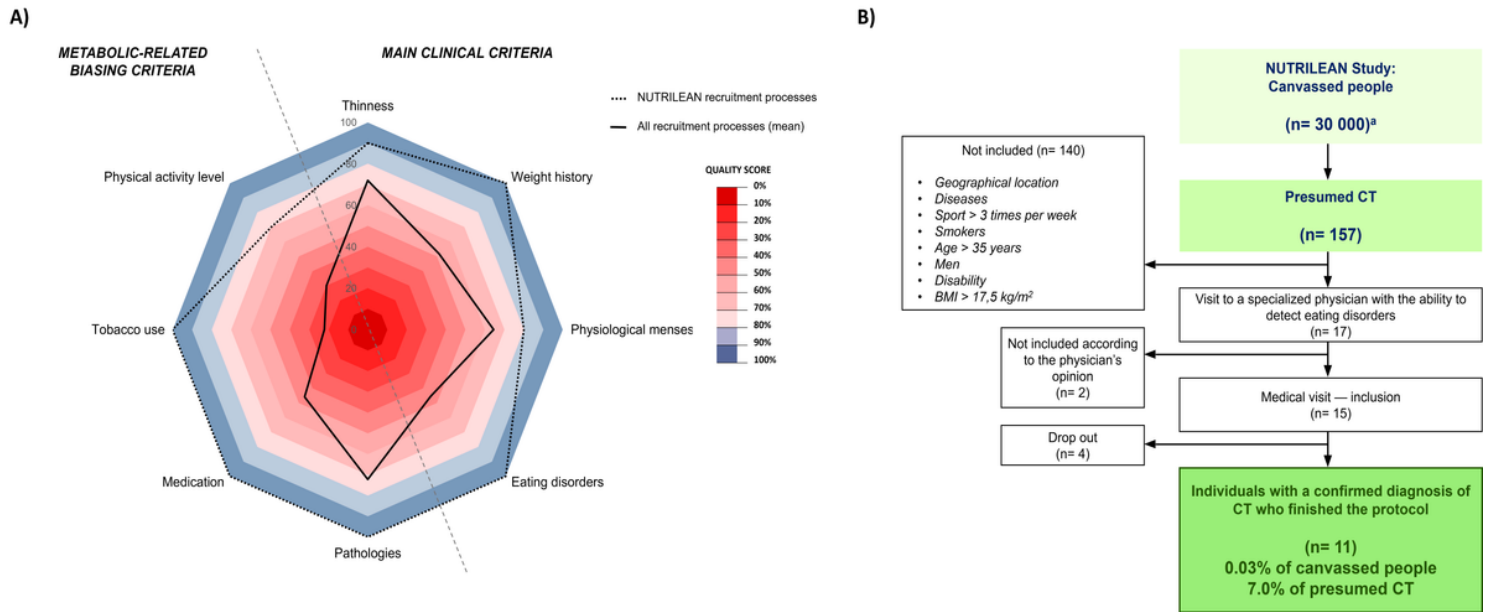 A)
METABOLIC-RELATED
BIASING CRITERIA
MAIN CLINICAL CRITERIA
NUTRILEAN recruitment processes
All recruitment processes (mean)
Thinness
100
80
60
40
20
0
Physical activity level
Weight history
Tobacco use
Physiological menses
Medication
Eating disorders
Pathologies
QUALITY SCORE
0%
10%
20%
30%
40%
50%
60%
70%
80%
90%
100%
B)
NUTRILEAN Study:
Canvassed people
(n= 30 000)ᵃ
Not included (n= 140)
• Geographical location
• Diseases
• Sport > 3 times per week
• Smokers
• Age > 35 years
• Men
• Disability
• BMI > 17,5 kg/m²
Presumed CT
(n= 157)
Visit to a specialized physician with the ability to
detect eating disorders
(n= 17)
Not included according to
the physician's
opinion
(n= 2)
Medical visit — inclusion
(n= 15)
Drop out
(n= 4)
Individuals with a confirmed diagnosis of
CT who finished the protocol
(n= 11)
0.03% of canvassed people
7.0% of presumed CT